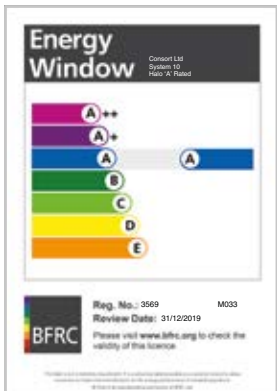 Energy
Window
Consort Ltd
System 10
Halo 'A' Rated
A++
A+
A A
B
C
D
E
BFRC
Reg. No.: 3569 M033
Review Date: 31/12/2019
Please visit www.bfrc.org to check the
validity of this licence